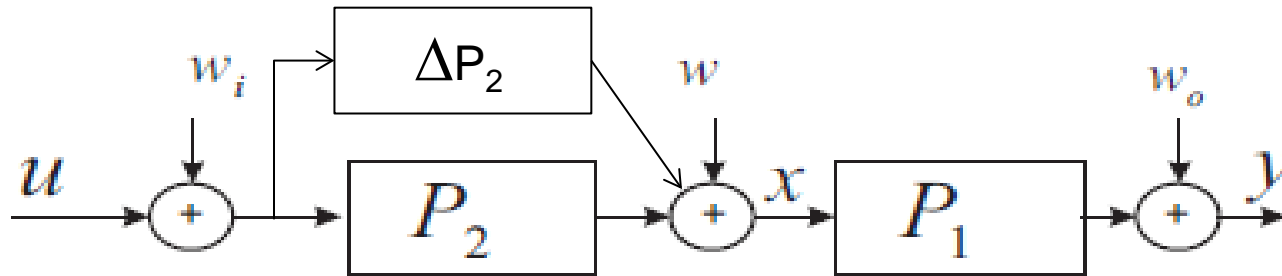 ΔP₂
wᵢ
w
wₒ
u
+
P₂
+
x
P₁
+
y